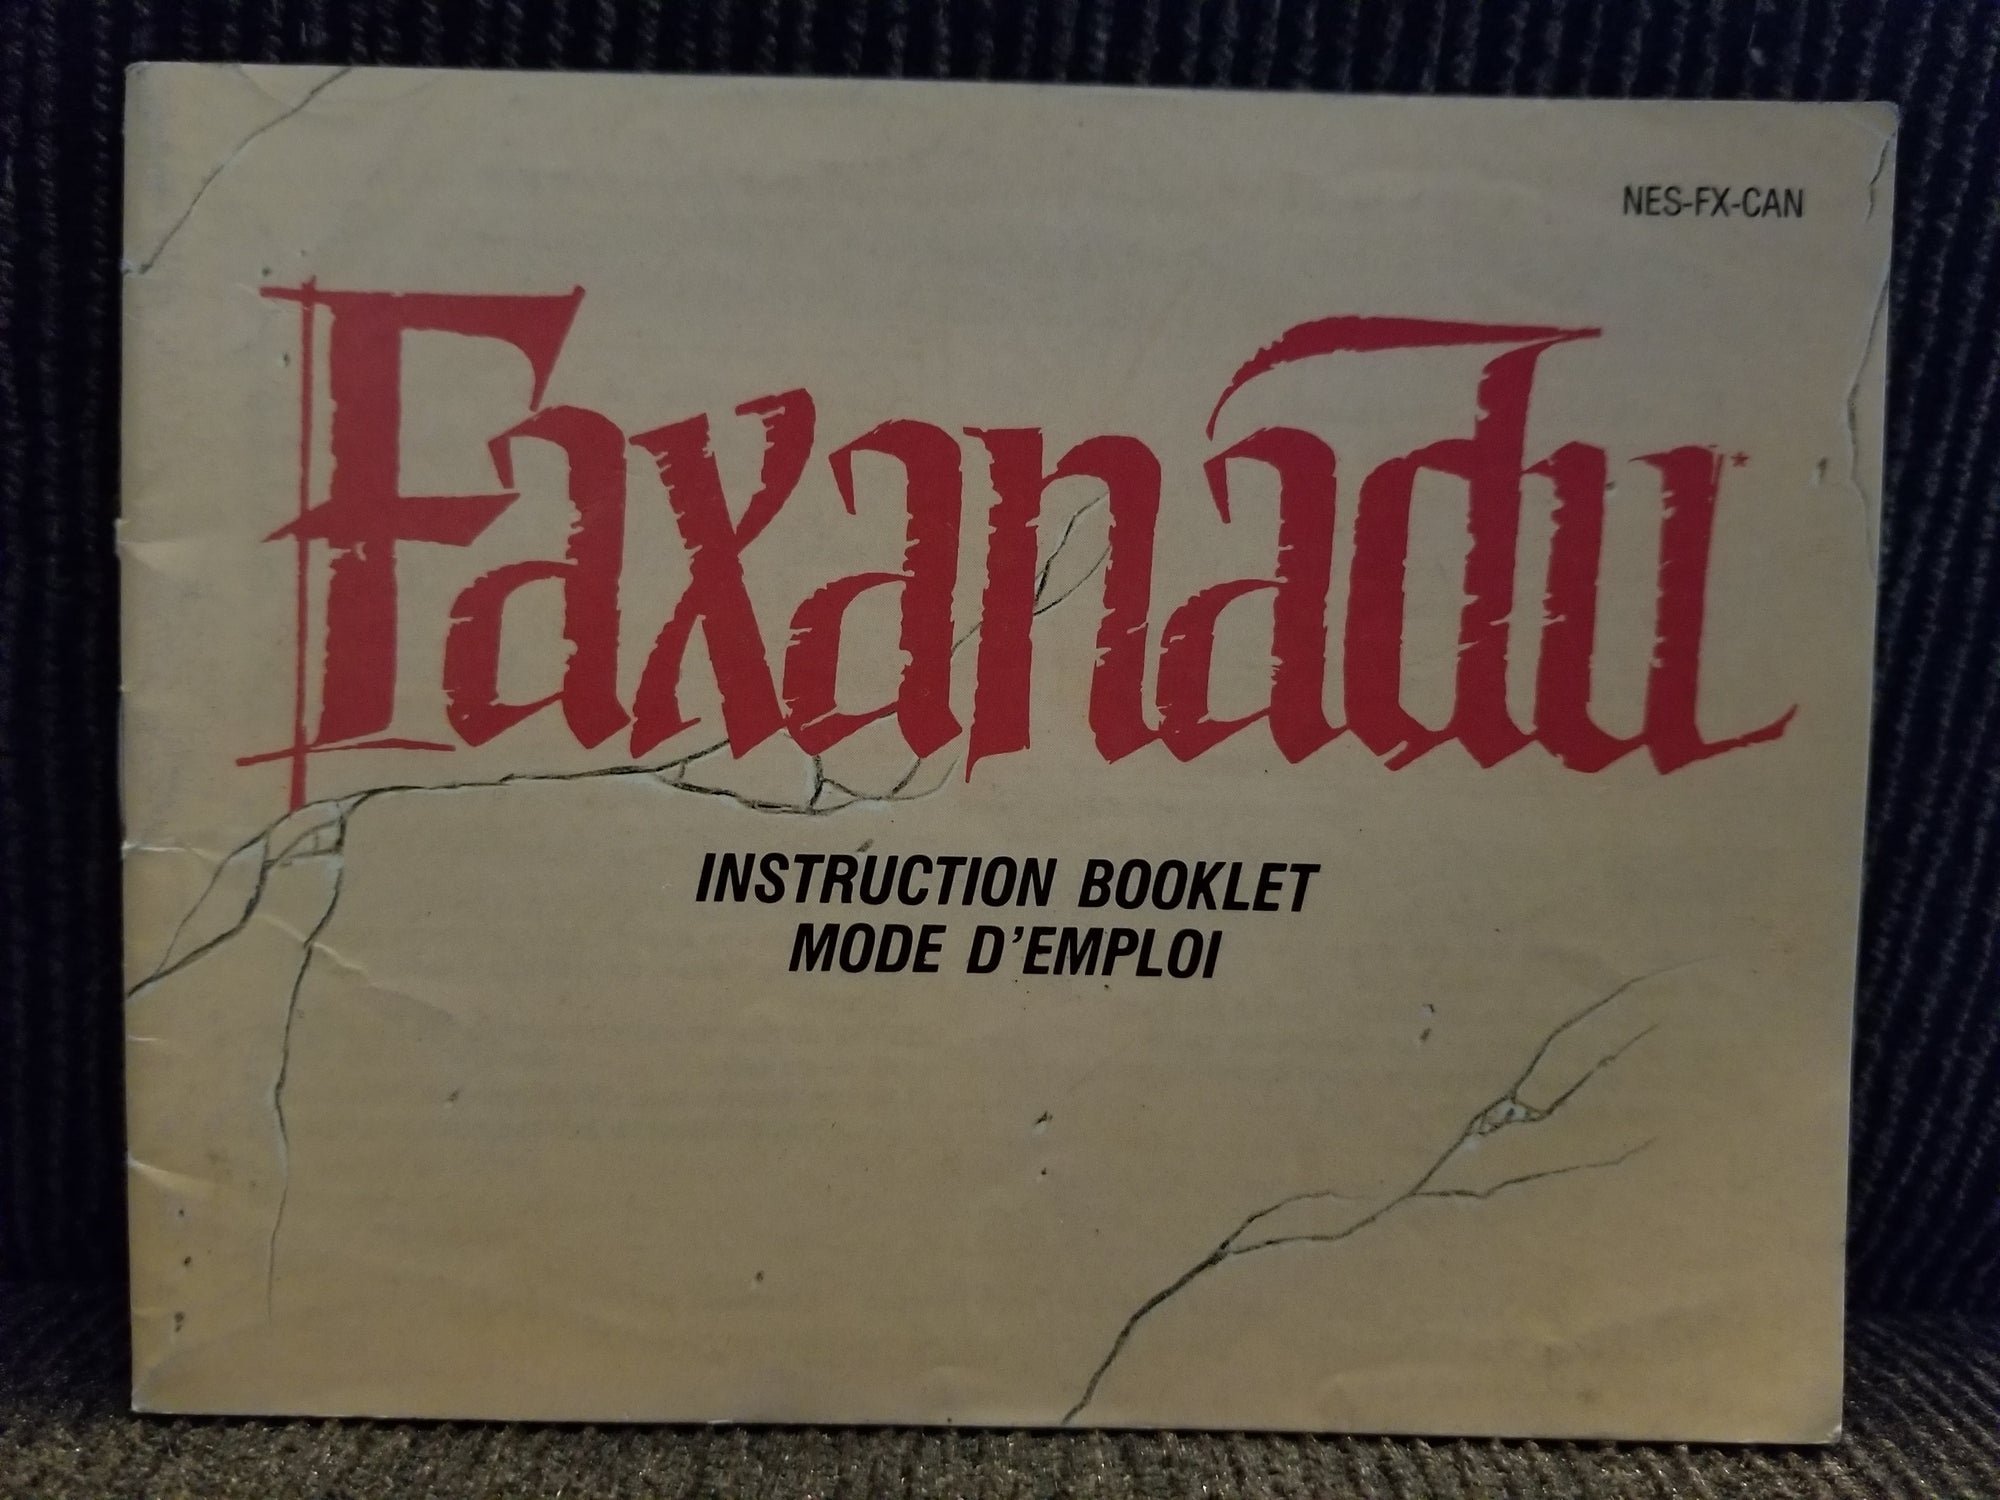 NES-FX-CAN
Faxanadu*
INSTRUCTION BOOKLET
MODE D'EMPLOI